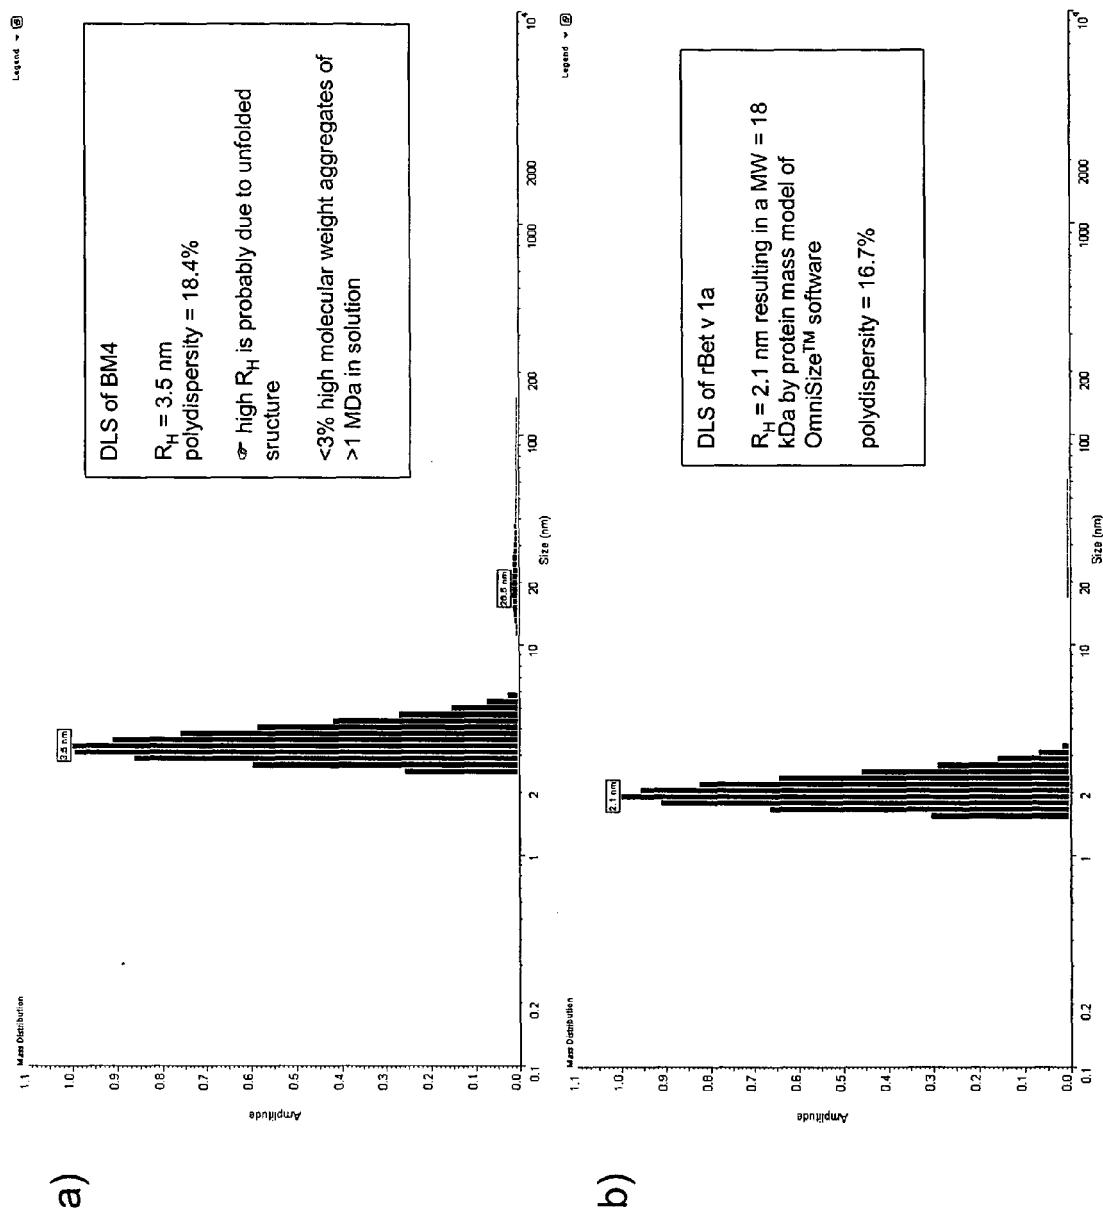 a)
Mass Distribution
Legend
1.1
1.0
0.9
0.8
0.7
0.6
0.5
0.4
0.3
0.2
0.1
0.0
Amplitude
3.5 nm
26.5 nm
DLS of BM4
RH = 3.5 nm
polydispersity = 18.4%
☞ high RH is probably due to unfolded
sructure
<3% high molecular weight aggregates of
>1 MDa in solution
0.1 0.2 1 2 10 20 100 200 1000 2000 10⁴
Size (nm)
b)
Mass Distribution
Legend
1.1
1.0
0.9
0.8
0.7
0.6
0.5
0.4
0.3
0.2
0.1
0.0
Amplitude
2.1 nm
DLS of rBet v 1a
RH = 2.1 nm resulting in a MW = 18
kDa by protein mass model of
OmniSize™ software
polydispersity = 16.7%
0.1 0.2 1 2 10 20 100 200 1000 2000 10⁴
Size (nm)